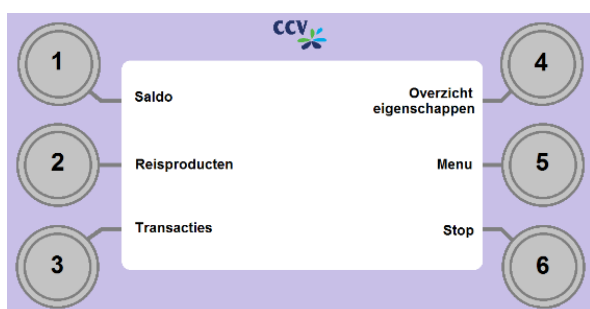 CCV
1
4
Saldo
Overzicht
eigenschappen
2
Reisproducten
Menu
5
Transacties
Stop
3
6